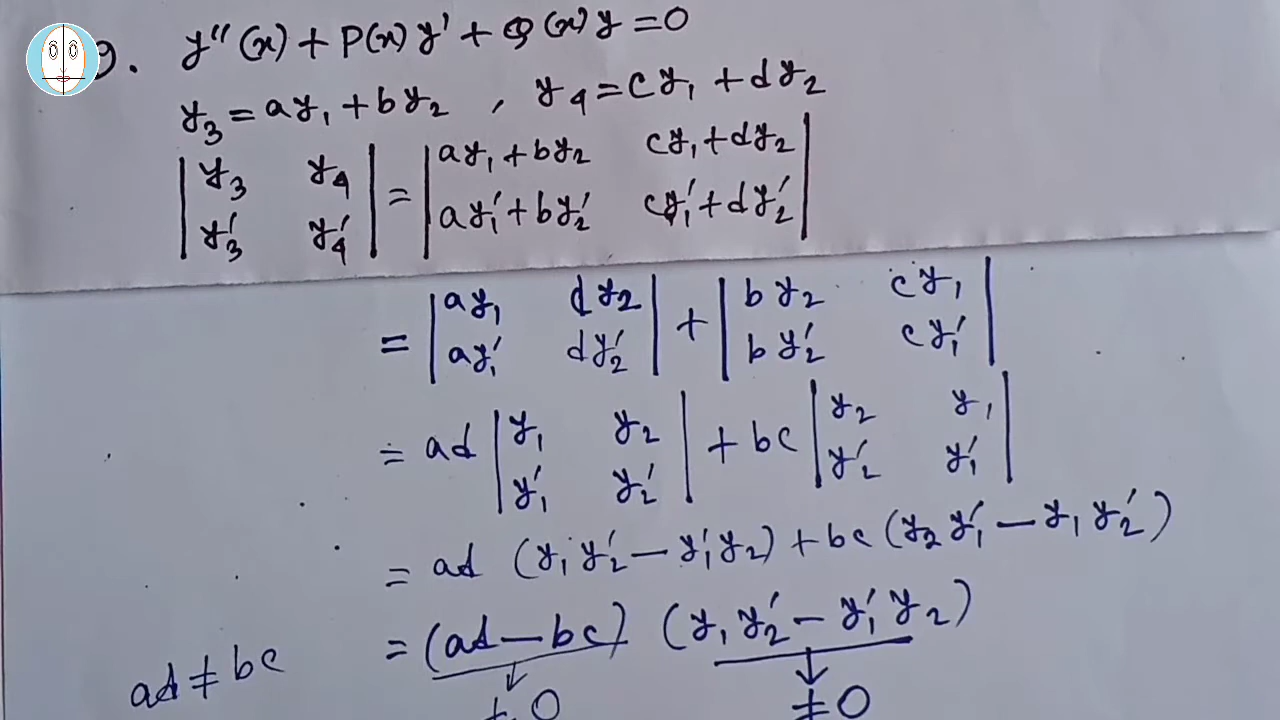 9. y''(x) + P(x) y' + Q(x) y = 0
y₃ = ay₁ + by₂ , y₄ = cy₁ + dy₂
| y₃ y₄ | = | ay₁ + by₂ cy₁ + dy₂ |
| y₃' y₄' | | ay₁' + by₂' cy₁' + dy₂' |
= | ay₁ dy₂ | + | by₂ cy₁ |
| ay₁' dy₂' | | by₂' cy₁' |
= ad | y₁ y₂ | + bc | y₂ y₁ |
| y₁' y₂' | | y₂' y₁' |
= ad (y₁y₂' − y₁'y₂) + bc (y₂y₁' − y₁y₂')
= (ad − bc) (y₁y₂' − y₁'y₂)
ad ≠ bc
↓ ↓
≠ 0 ≠ 0